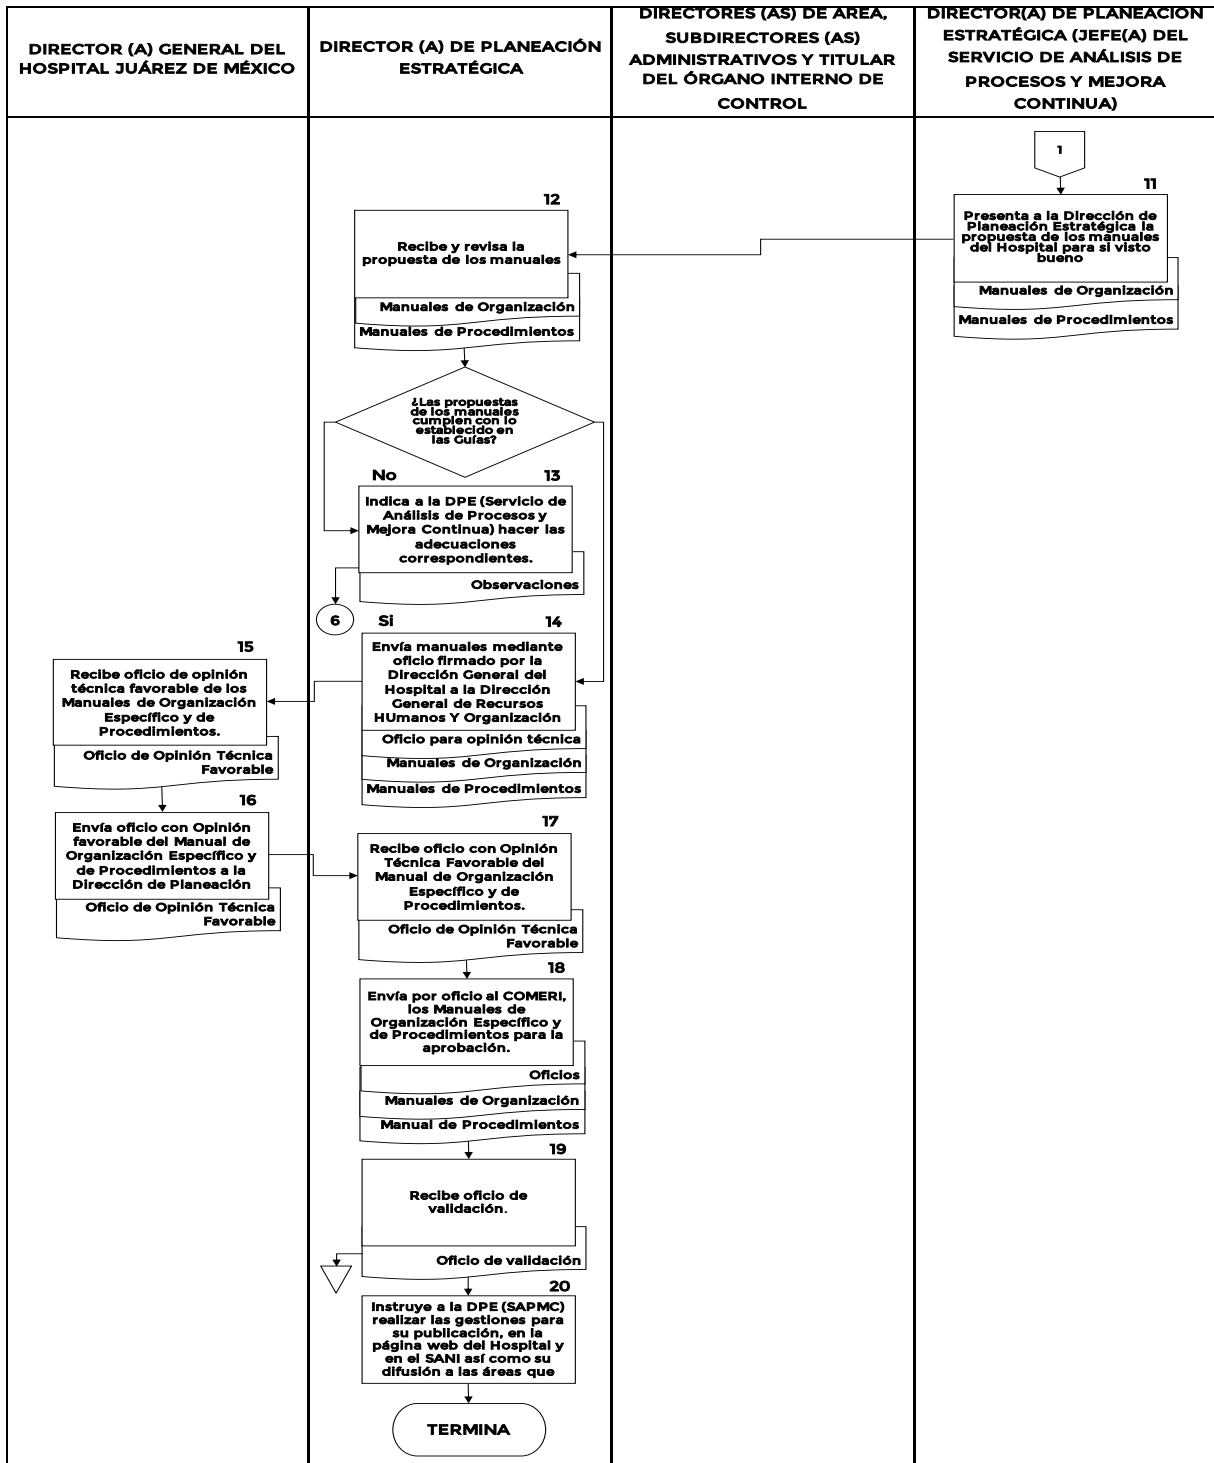 DIRECTOR (A) GENERAL DEL
HOSPITAL JUÁREZ DE MÉXICO
DIRECTOR (A) DE PLANEACIÓN
ESTRATÉGICA
DIRECTORES (AS) DE ÁREA,
SUBDIRECTORES (AS)
ADMINISTRATIVOS Y TITULAR
DEL ÓRGANO INTERNO DE
CONTROL
DIRECTOR(A) DE PLANEACIÓN
ESTRATÉGICA (JEFE(A) DEL
SERVICIO DE ANÁLISIS DE
PROCESOS Y MEJORA
CONTINUA)
1
11
Presenta a la Dirección de
Planeación Estratégica la
propuesta de los manuales
del Hospital para si visto
bueno
Manuales de Organización
Manuales de Procedimientos
12
Recibe y revisa la
propuesta de los manuales
Manuales de Organización
Manuales de Procedimientos
¿Las propuestas
de los manuales
cumplen con lo
establecido en
las Guías?
No
13
Indica a la DPE (Servicio de
Análisis de Procesos y
Mejora Continua) hacer las
adecuaciones
correspondientes.
Observaciones
6
Si
14
Envía manuales mediante
oficio firmado por la
Dirección General del
Hospital a la Dirección
General de Recursos
HUmanos Y Organización
Oficio para opinión técnica
Manuales de Organización
Manuales de Procedimientos
15
Recibe oficio de opinión
técnica favorable de los
Manuales de Organización
Específico y de
Procedimientos.
Oficio de Opinión Técnica
Favorable
16
Envía oficio con Opinión
favorable del Manual de
Organización Específico y
de Procedimientos a la
Dirección de Planeación
Oficio de Opinión Técnica
Favorable
17
Recibe oficio con Opinión
Técnica Favorable del
Manual de Organización
Específico y de
Procedimientos.
Oficio de Opinión Técnica
Favorable
18
Envía por oficio al COMERI,
los Manuales de
Organización Específico y
de Procedimientos para la
aprobación.
Oficios
Manuales de Organización
Manual de Procedimientos
19
Recibe oficio de
validación.
Oficio de validación
20
Instruye a la DPE (SAPMC)
realizar las gestiones para
su publicación, en la
página web del Hospital y
en el SANI así como su
difusión a las áreas que
TERMINA